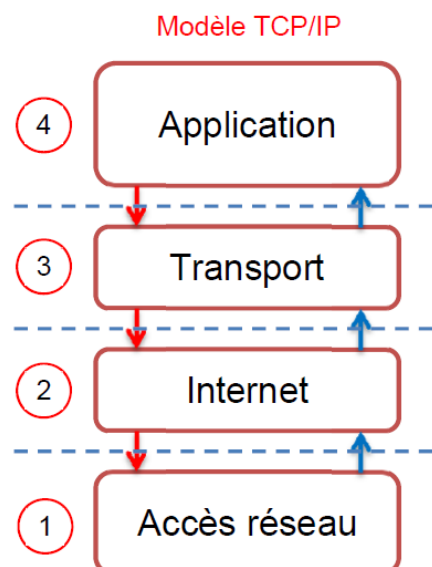 Modèle TCP/IP
4 Application
3 Transport
2 Internet
1 Accès réseau